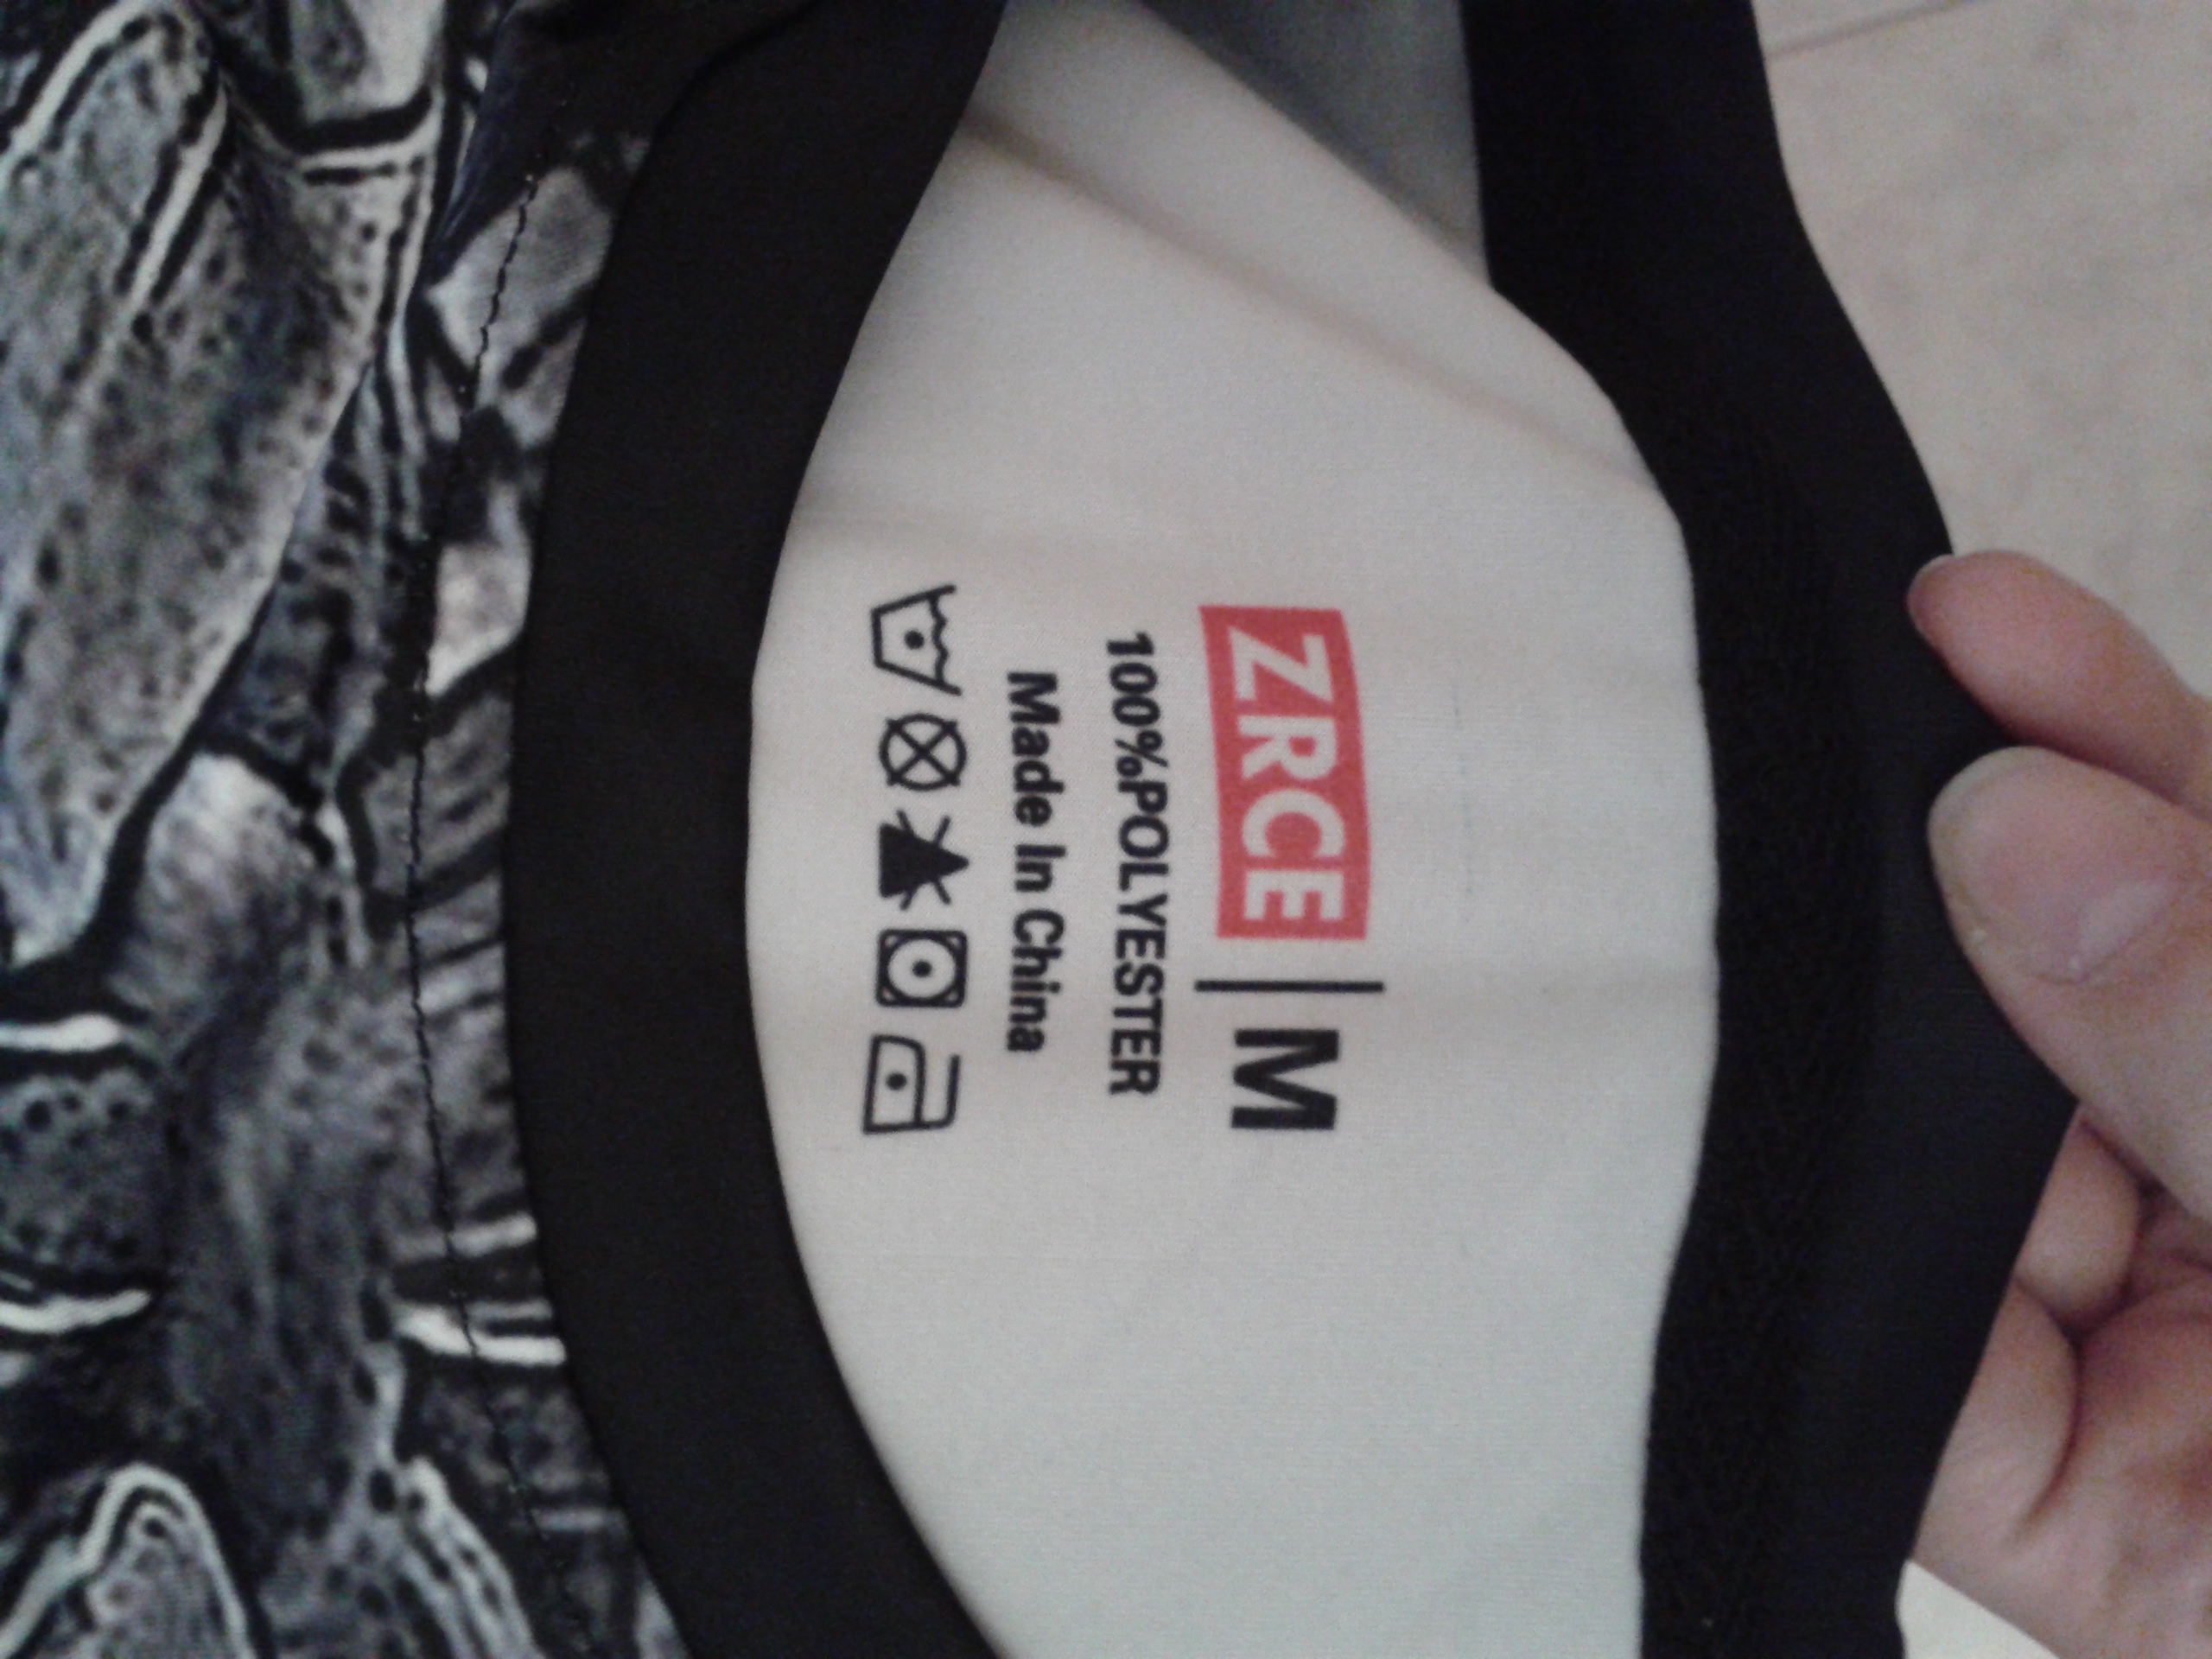 ZRCE | M
100%POLYESTER
Made In China